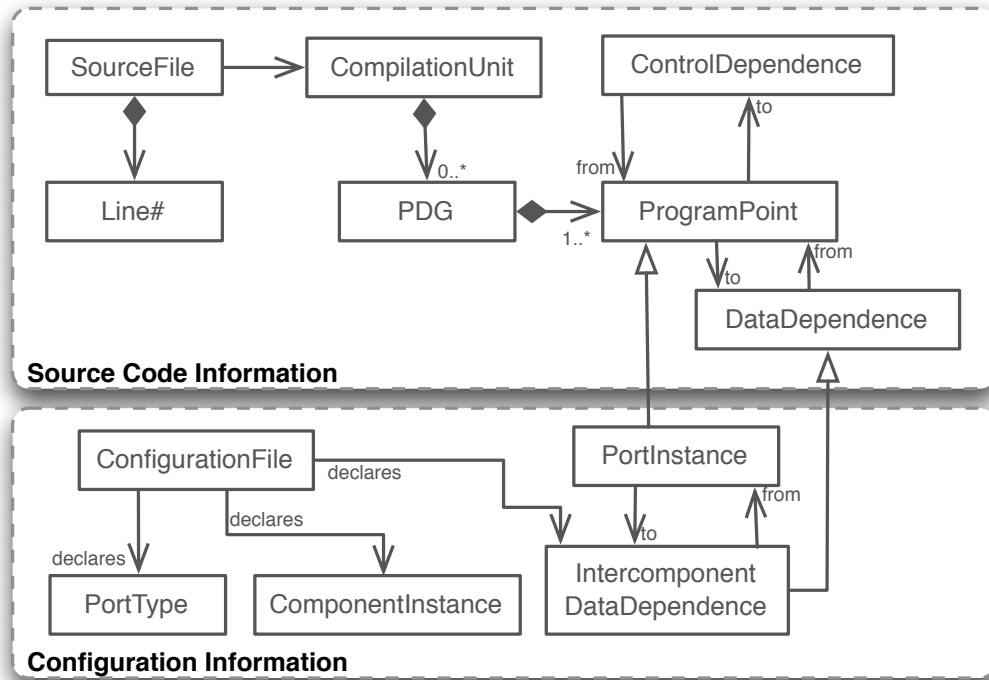 SourceFile
CompilationUnit
ControlDependence
to
from
0..*
Line#
PDG
1..*
ProgramPoint
from
to
DataDependence
Source Code Information
ConfigurationFile
declares
PortInstance
from
declares
to
declares
PortType
ComponentInstance
Intercomponent
DataDependence
Configuration Information